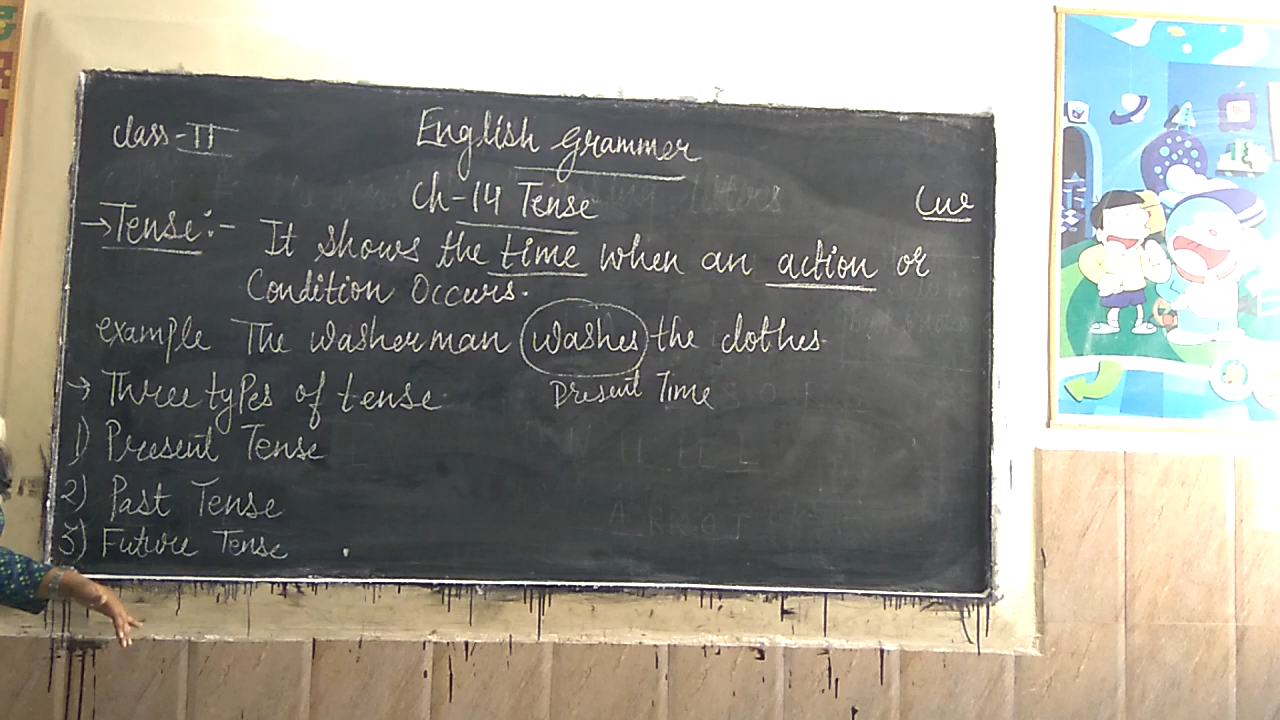 Class-II
English Grammer
Ch-14 Tense
CW
→Tense:- It shows the time when an action or
Condition Occurs.
example The washerman washes the clothes.
Present Time
→ Three types of tense
1) Present Tense
2) Past Tense
3) Future Tense